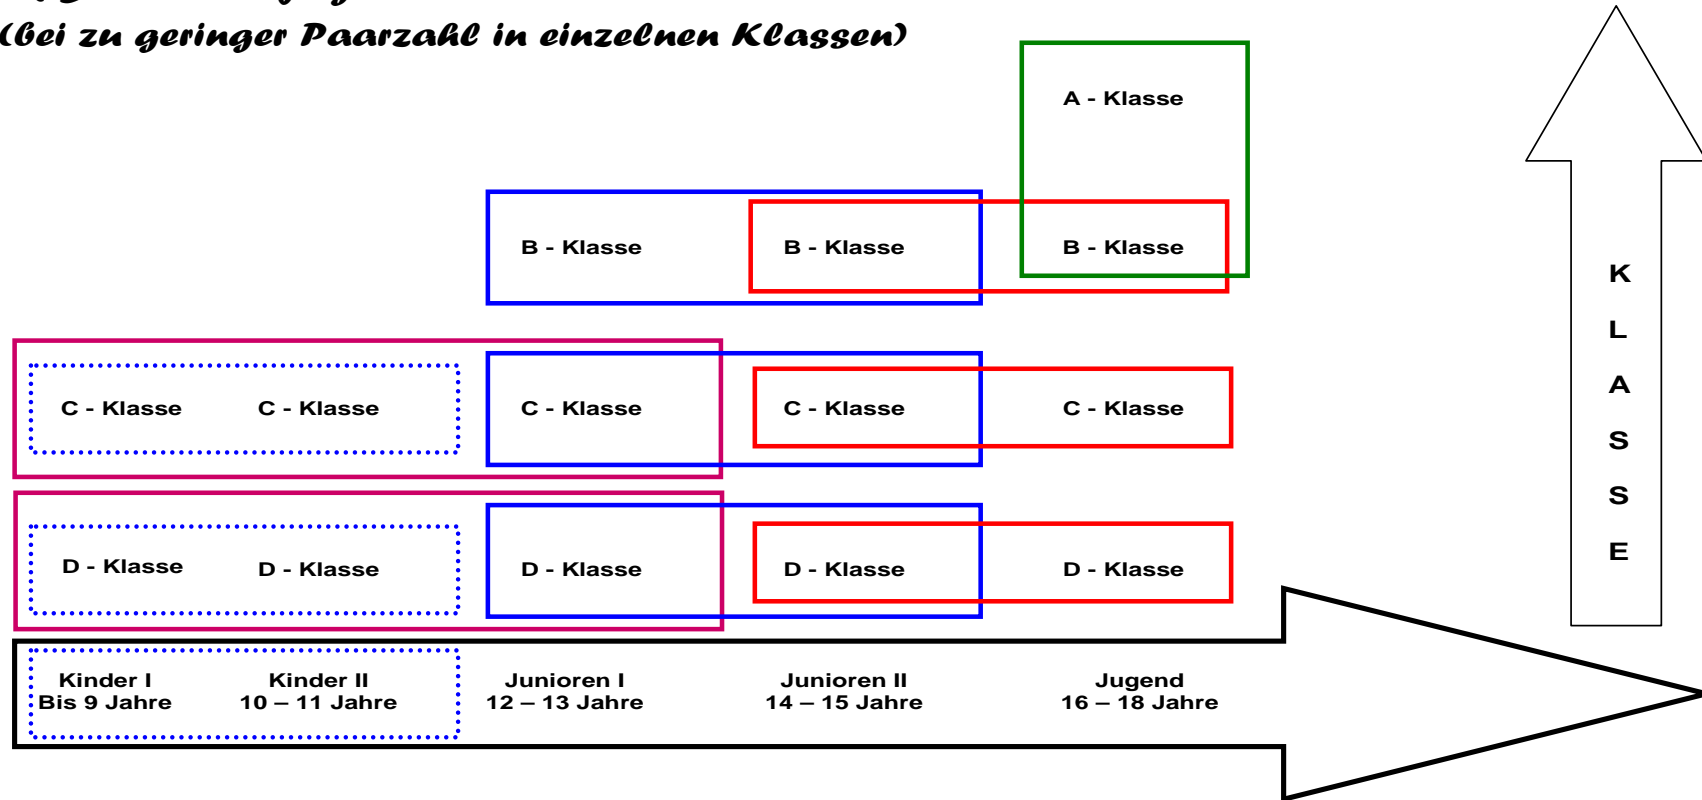 (bei zu geringer Paarzahl in einzelnen Klassen)
A - Klasse
B - Klasse B - Klasse B - Klasse
C - Klasse C - Klasse C - Klasse C - Klasse C - Klasse
D - Klasse D - Klasse D - Klasse D - Klasse D - Klasse
Kinder I Kinder II Junioren I Junioren II Jugend
Bis 9 Jahre 10 – 11 Jahre 12 – 13 Jahre 14 – 15 Jahre 16 – 18 Jahre
K
L
A
S
S
E